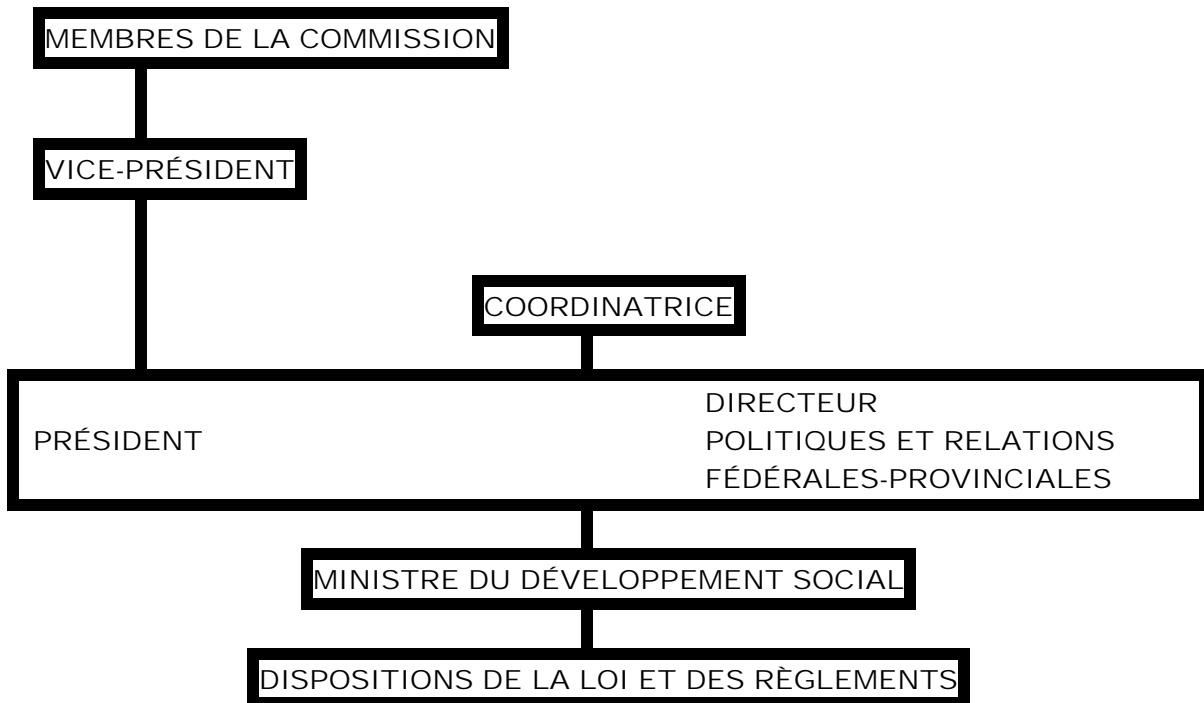 MEMBRES DE LA COMMISSION
VICE-PRÉSIDENT
COORDINATRICE
PRÉSIDENT
DIRECTEUR
POLITIQUES ET RELATIONS
FÉDÉRALES-PROVINCIALES
MINISTRE DU DÉVELOPPEMENT SOCIAL
DISPOSITIONS DE LA LOI ET DES RÈGLEMENTS